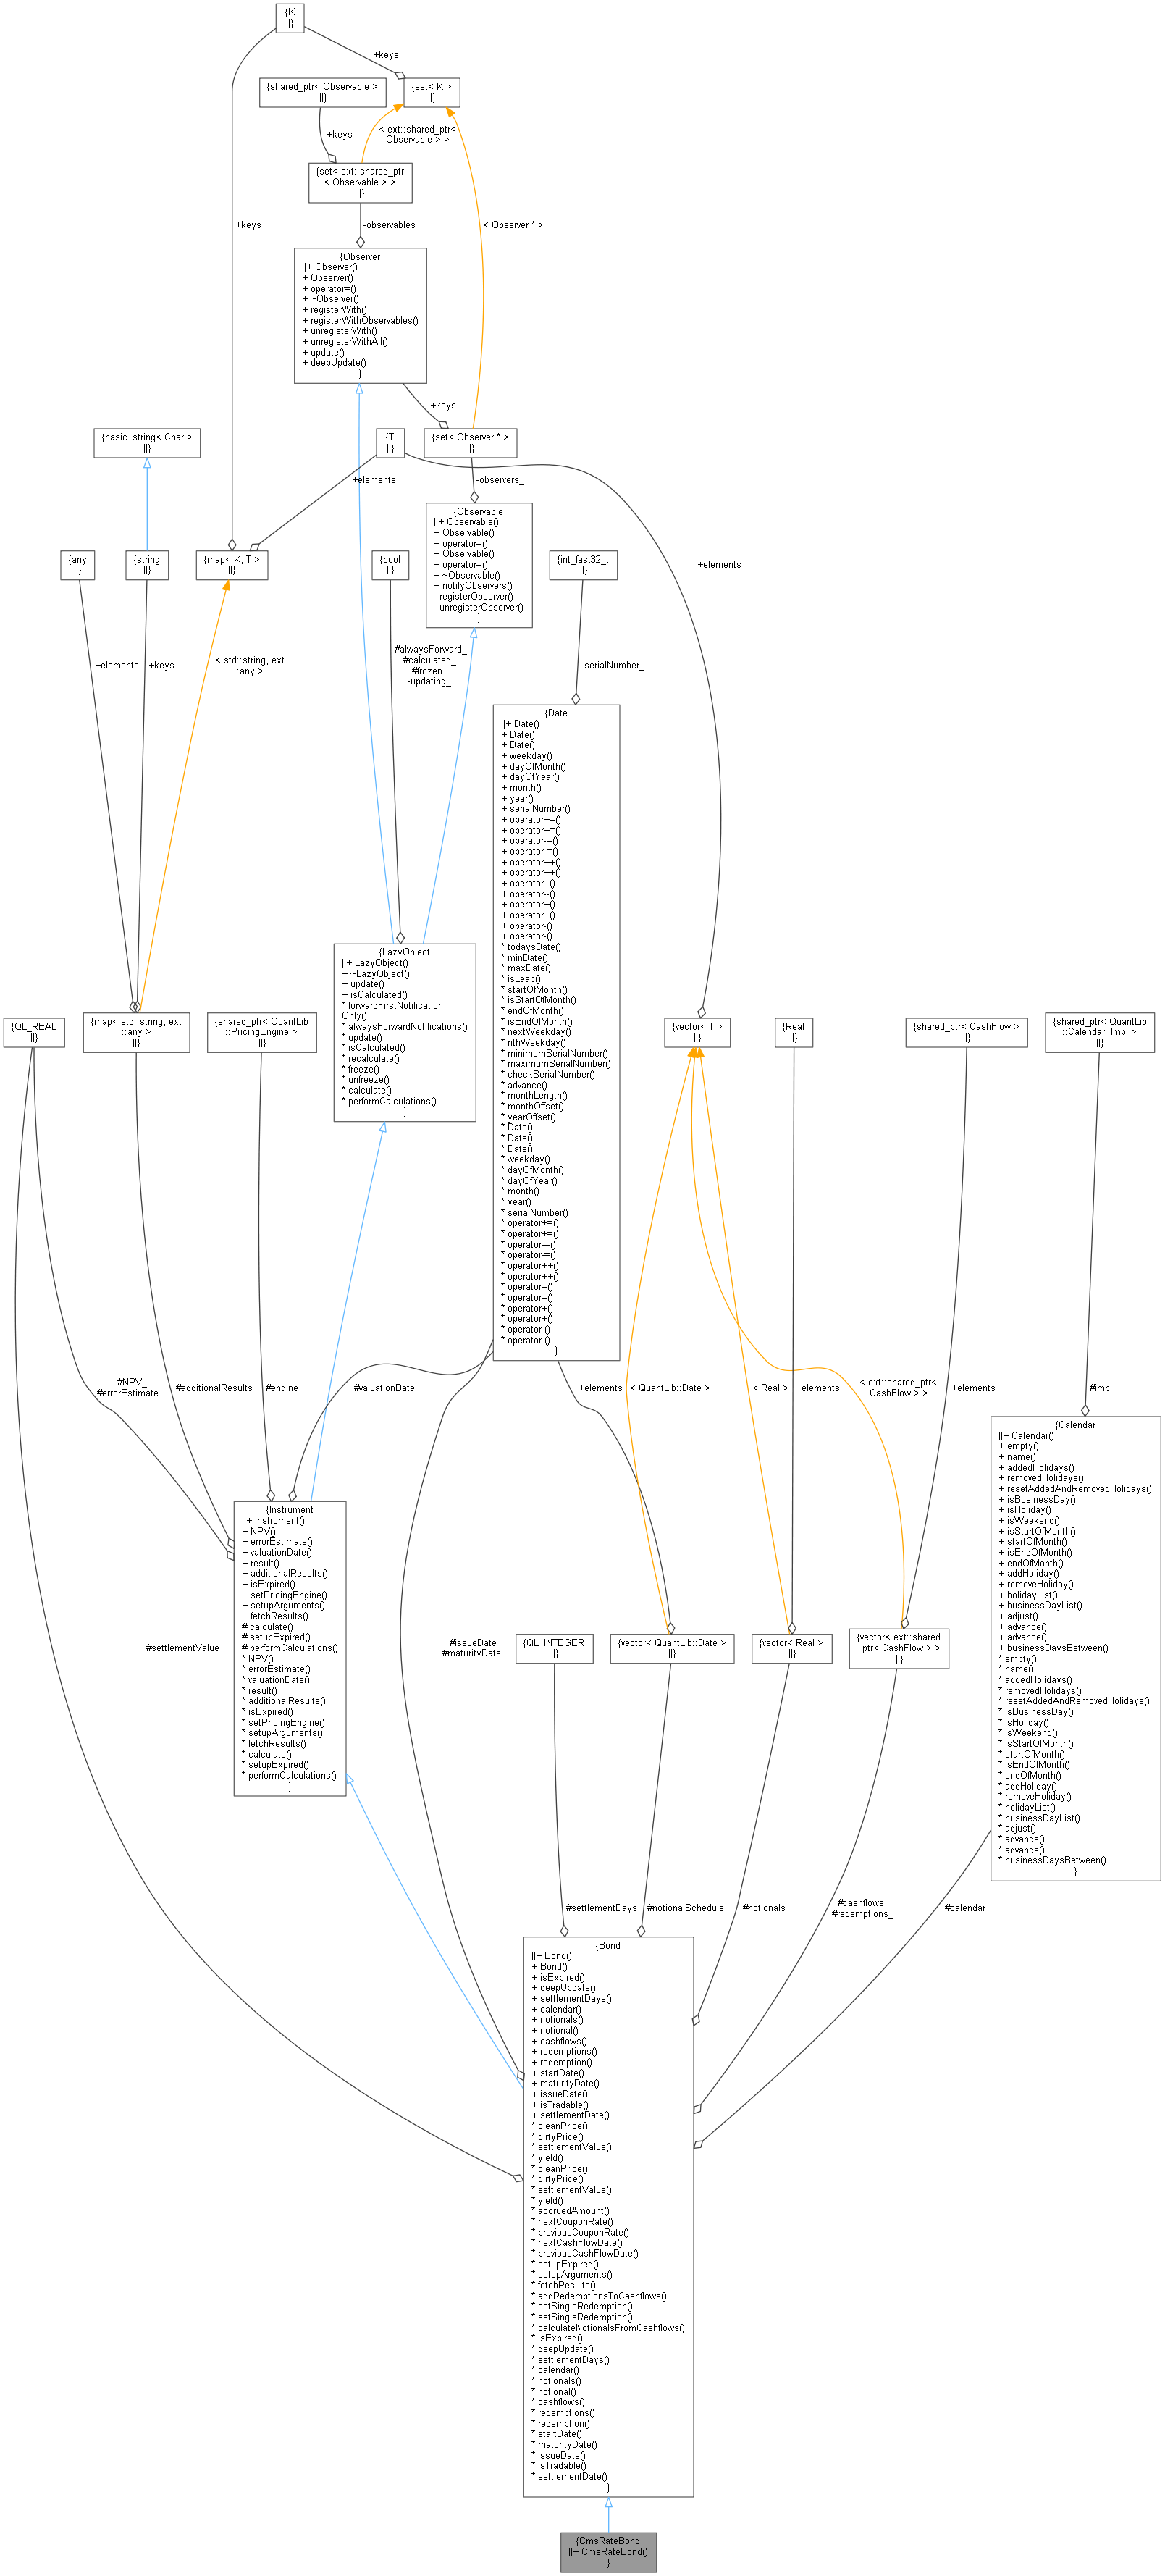 {K
||}
+keys
{shared_ptr< Observable >
||}
{set< K >
||}
+keys
< ext::shared_ptr<
Observable > >
{set< ext::shared_ptr
< Observable > >
||}
+keys
-observables_
< Observer * >
{Observer
||+ Observer()
+ Observer()
+ operator=()
+ ~Observer()
+ registerWith()
+ registerWithObservables()
+ unregisterWith()
+ unregisterWithAll()
+ update()
+ deepUpdate()
}
+keys
{basic_string< Char >
||}
{T
||}
{set< Observer * >
||}
+elements
-observers_
{Observable
||+ Observable()
+ Observable()
+ operator=()
+ Observable()
+ operator=()
+ ~Observable()
+ notifyObservers()
- registerObserver()
- unregisterObserver()
}
{any
||}
{string
||}
{map< K, T >
||}
{bool
||}
{int_fast32_t
||}
+elements
+elements
+keys
< std::string, ext
::any >
#alwaysForward_
#calculated_
#frozen_
-updating_
-serialNumber_
{Date
||+ Date()
+ Date()
+ Date()
+ weekday()
+ dayOfMonth()
+ dayOfYear()
+ month()
+ year()
+ serialNumber()
+ operator+=()
+ operator+=()
+ operator-=()
+ operator-=()
+ operator++()
+ operator++()
+ operator--()
+ operator--()
+ operator+()
+ operator+()
+ operator-()
+ operator-()
* todaysDate()
* minDate()
* maxDate()
* isLeap()
* startOfMonth()
* isStartOfMonth()
* endOfMonth()
* isEndOfMonth()
* nextWeekday()
* nthWeekday()
* minimumSerialNumber()
* maximumSerialNumber()
* checkSerialNumber()
* advance()
* monthLength()
* monthOffset()
* yearOffset()
* Date()
* Date()
* Date()
* weekday()
* dayOfMonth()
* dayOfYear()
* month()
* year()
* serialNumber()
* operator+=()
* operator+=()
* operator-=()
* operator-=()
* operator++()
* operator++()
* operator--()
* operator--()
* operator+()
* operator+()
* operator-()
* operator-()
}
{LazyObject
||+ LazyObject()
+ ~LazyObject()
+ update()
+ isCalculated()
* forwardFirstNotification
Only()
* alwaysForwardNotifications()
* update()
* isCalculated()
* recalculate()
* freeze()
* unfreeze()
* calculate()
* performCalculations()
}
{QL_REAL
||}
{map< std::string, ext
::any >
||}
{shared_ptr< QuantLib
::PricingEngine >
||}
{vector< T >
||}
{Real
||}
{shared_ptr< CashFlow >
||}
{shared_ptr< QuantLib
::Calendar::Impl >
||}
#NPV_
#errorEstimate_
#additionalResults_
#engine_
#valuationDate_
+elements
< QuantLib::Date >
< Real >
+elements
< ext::shared_ptr<
CashFlow > >
+elements
#impl_
{Instrument
||+ Instrument()
+ NPV()
+ errorEstimate()
+ valuationDate()
+ result()
+ additionalResults()
+ isExpired()
+ setPricingEngine()
+ setupArguments()
+ fetchResults()
# calculate()
# setupExpired()
# performCalculations()
* NPV()
* errorEstimate()
* valuationDate()
* result()
* additionalResults()
* isExpired()
* setPricingEngine()
* setupArguments()
* fetchResults()
* calculate()
* setupExpired()
* performCalculations()
}
{Calendar
||+ Calendar()
+ empty()
+ name()
+ addedHolidays()
+ removedHolidays()
+ resetAddedAndRemovedHolidays()
+ isBusinessDay()
+ isHoliday()
+ isWeekend()
+ isStartOfMonth()
+ startOfMonth()
+ isEndOfMonth()
+ endOfMonth()
+ addHoliday()
+ removeHoliday()
+ holidayList()
+ businessDayList()
+ adjust()
+ advance()
+ advance()
+ businessDaysBetween()
* empty()
* name()
* addedHolidays()
* removedHolidays()
* resetAddedAndRemovedHolidays()
* isBusinessDay()
* isHoliday()
* isWeekend()
* isStartOfMonth()
* startOfMonth()
* isEndOfMonth()
* endOfMonth()
* addHoliday()
* removeHoliday()
* holidayList()
* businessDayList()
* adjust()
* advance()
* advance()
* businessDaysBetween()
}
#settlementValue_
#issueDate_
#maturityDate_
{QL_INTEGER
||}
{vector< QuantLib::Date >
||}
{vector< Real >
||}
{vector< ext::shared
_ptr< CashFlow > >
||}
#settlementDays_
#notionalSchedule_
#notionals_
#cashflows_
#redemptions_
#calendar_
{Bond
||+ Bond()
+ Bond()
+ isExpired()
+ deepUpdate()
+ settlementDays()
+ calendar()
+ notionals()
+ notional()
+ cashflows()
+ redemptions()
+ redemption()
+ startDate()
+ maturityDate()
+ issueDate()
+ isTradable()
+ settlementDate()
* cleanPrice()
* dirtyPrice()
* settlementValue()
* yield()
* cleanPrice()
* dirtyPrice()
* settlementValue()
* yield()
* accruedAmount()
* nextCouponRate()
* previousCouponRate()
* nextCashFlowDate()
* previousCashFlowDate()
* setupExpired()
* setupArguments()
* fetchResults()
* addRedemptionsToCashflows()
* setSingleRedemption()
* setSingleRedemption()
* calculateNotionalsFromCashflows()
* isExpired()
* deepUpdate()
* settlementDays()
* calendar()
* notionals()
* notional()
* cashflows()
* redemptions()
* redemption()
* startDate()
* maturityDate()
* issueDate()
* isTradable()
* settlementDate()
}
{CmsRateBond
||+ CmsRateBond()
}